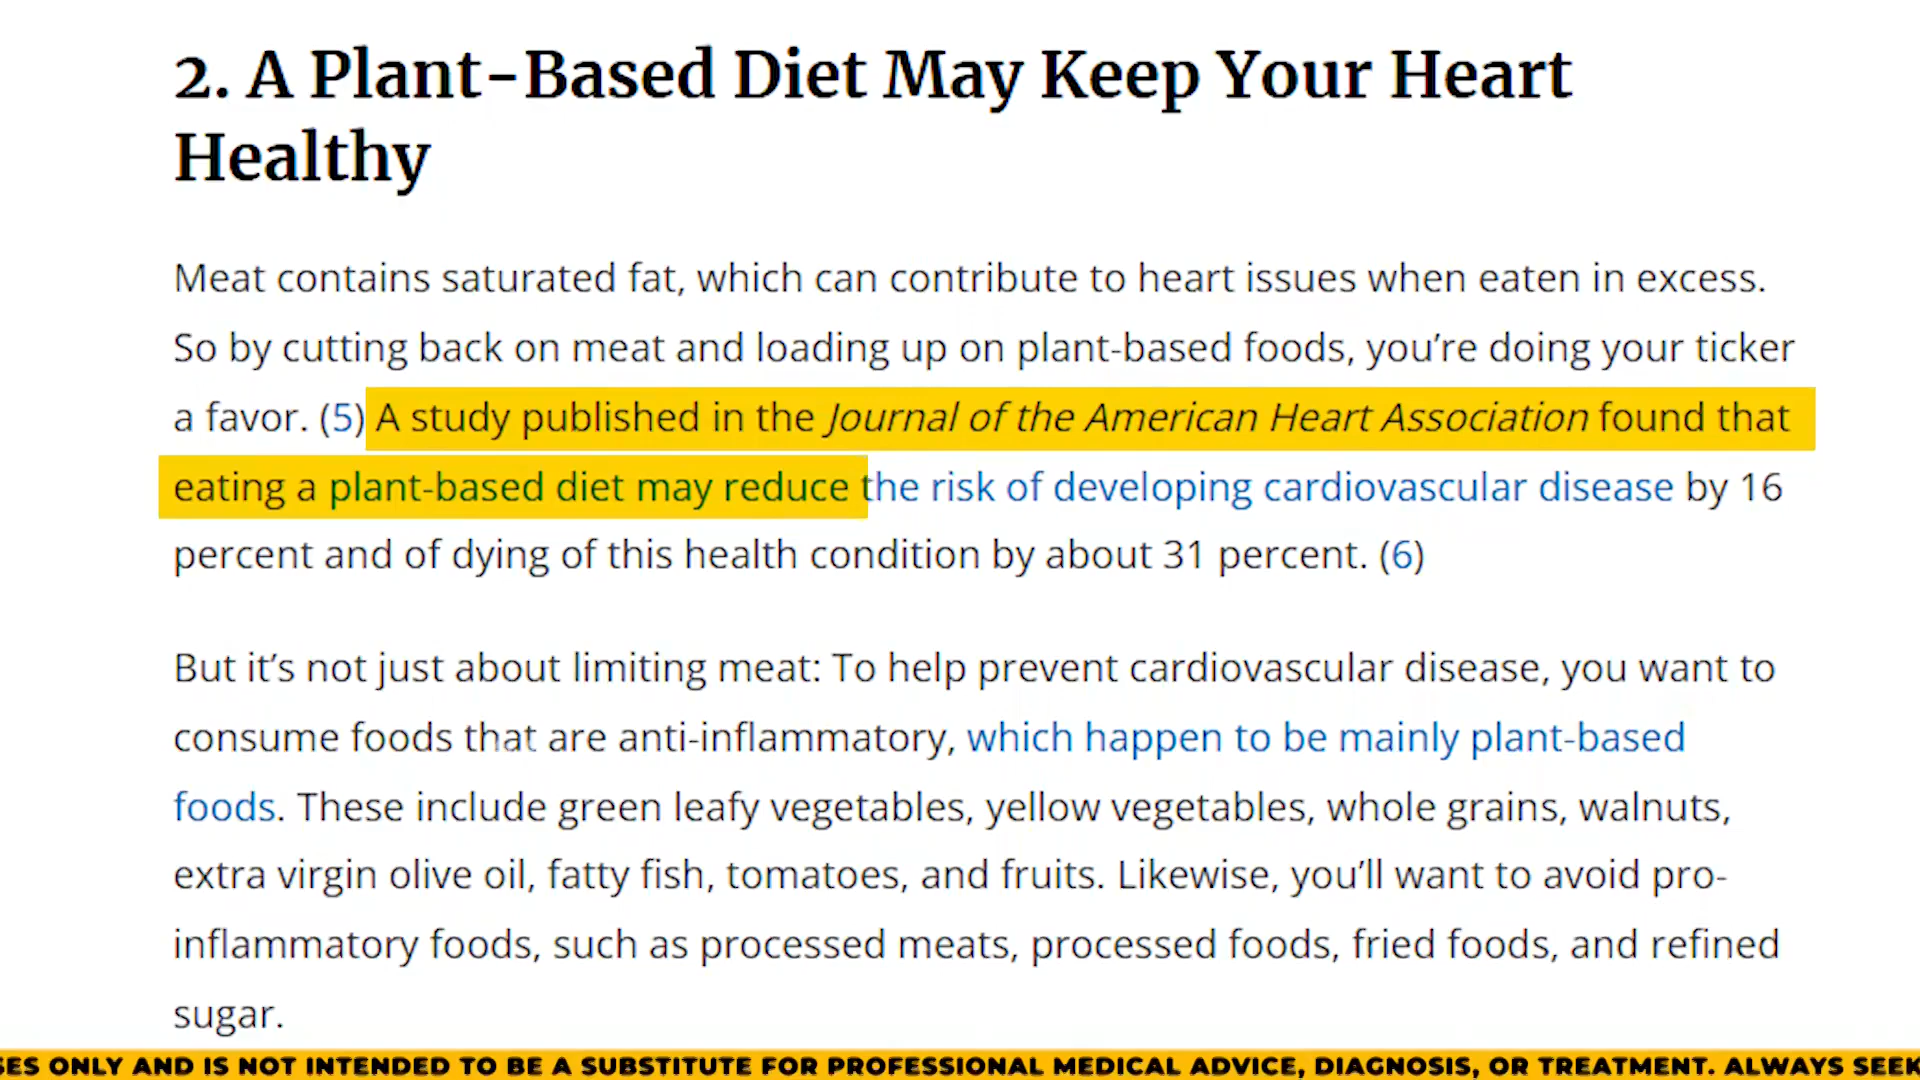 2. A Plant-Based Diet May Keep Your Heart
Healthy
Meat contains saturated fat, which can contribute to heart issues when eaten in excess.
So by cutting back on meat and loading up on plant-based foods, you’re doing your ticker
a favor. (5) A study published in the Journal of the American Heart Association found that
eating a plant-based diet may reduce the risk of developing cardiovascular disease by 16
percent and of dying of this health condition by about 31 percent. (6)
But it’s not just about limiting meat: To help prevent cardiovascular disease, you want to
consume foods that are anti-inflammatory, which happen to be mainly plant-based
foods. These include green leafy vegetables, yellow vegetables, whole grains, walnuts,
extra virgin olive oil, fatty fish, tomatoes, and fruits. Likewise, you’ll want to avoid pro-
inflammatory foods, such as processed meats, processed foods, fried foods, and refined
sugar.
SES ONLY AND IS NOT INTENDED TO BE A SUBSTITUTE FOR PROFESSIONAL MEDICAL ADVICE, DIAGNOSIS, OR TREATMENT. ALWAYS SEEK